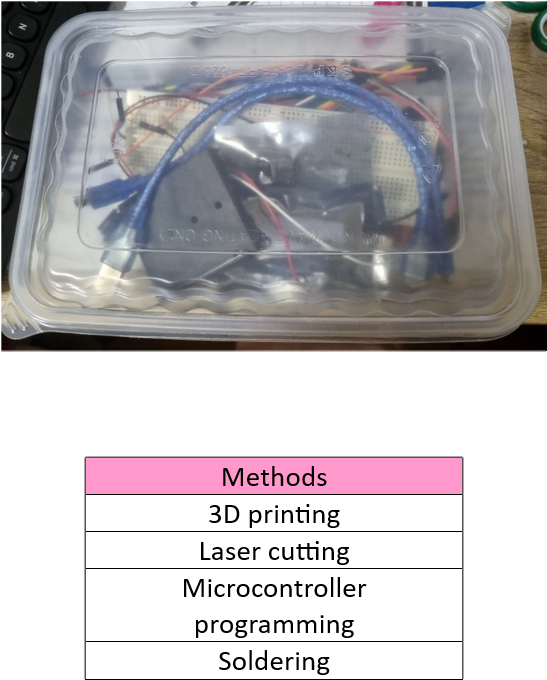 B
N
Methods
3D printing
Laser cutting
Microcontroller
programming
Soldering